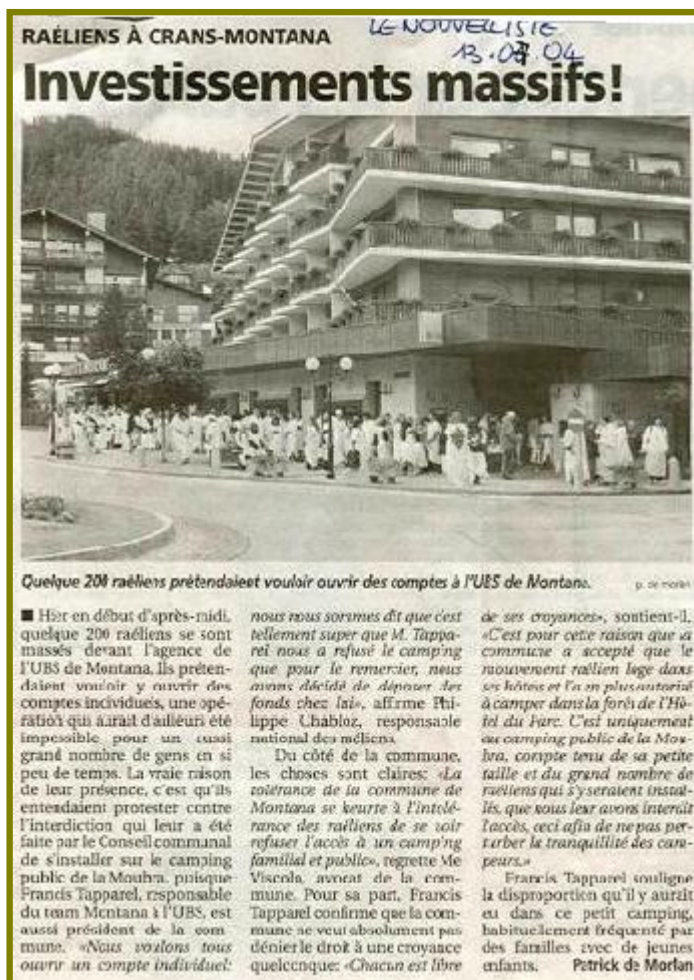 RAÉLIENS À CRANS-MONTANA
LE NOUVELLISTE
13.07.04
Investissements massifs!
Quelque 200 raéliens prétendaient vouloir ouvrir des comptes à l'UBS de Montana.
p. de morlan
■ Hier en début d'après-midi,
quelque 200 raéliens se sont
massés devant l'agence de
l'UBS de Montana. Ils préten-
daient vouloir y ouvrir des
comptes individuels, une opé-
ration qui aurait d'ailleurs été
impossible pour un aussi
grand nombre de gens en si
peu de temps. La vraie raison
de leur présence, c'est qu'ils
entendaient protester contre
l'interdiction qui leur a été
faite par le Conseil communal
de s'installer sur le camping
public de la Moubra, puisque
Francis Tapparel, responsable
du team Montana à l'UBS, est
aussi président de la com-
mune. «Nous voulons tous
ouvrir un compte individuel:
nous nous sommes dit que c'est
tellement super que M. Tappa-
rel nous a refusé le camping
que pour le remercier, nous
avons décidé de déposer des
fonds chez lui», affirme Phi-
lippe Chabloz, responsable
national des raéliens.
Du côté de la commune,
les choses sont claires: «La
tolérance de la commune de
Montana se heurte à l'intolé-
rance des raéliens de se voir
refuser l'accès à un camping
familial et public», regrette Me
Viscolo, avocat de la com-
mune. Pour sa part, Francis
Tapparel confirme que la com-
mune ne veut absolument pas
dénier le droit à une croyance
quelconque: «Chacun est libre
de ses croyances», soutient-il.
«C'est pour cette raison que la
commune a accepté que le
mouvement raélien loge dans
ses hôtels et l'a en plus autorisé
à camper dans la forêt de l'Hô-
tel du Parc. C'est uniquement
au camping public de la Mou-
bra, compte tenu de sa petite
taille et du grand nombre de
raéliens qui s'y seraient instal-
lés, que nous leur avons interdit
l'accès, ceci afin de ne pas per-
turber la tranquillité des cam-
peurs.»
Francis Tapparel souligne
la disproportion qu'il y aurait
eu dans ce petit camping,
habituellement fréquenté par
des familles avec de jeunes
enfants. Patrick de Morlan